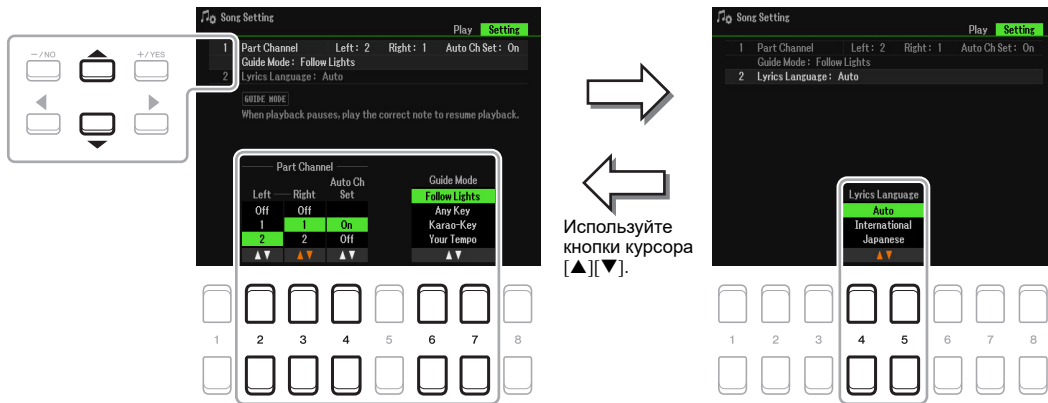 Song Setting
Play Setting
-/NO +/YES
1 Part Channel Left: 2 Right: 1 Auto Ch Set: On
Guide Mode: Follow Lights
2 Lyrics Language: Auto
GUIDE MODE
When playback pauses, play the correct note to resume playback.
Part Channel
Left Right Auto Ch Set Guide Mode
Off Off Follow Lights
1 1 On Any Key
2 2 Off Karao-Key
Your Tempo
▲▼ ▲▼ ▲▼ ▲▼
1 2 3 4 5 6 7 8
Используйте
кнопки курсора
[▲][▼].
Song Setting
Play Setting
1 Part Channel Left: 2 Right: 1 Auto Ch Set: On
Guide Mode: Follow Lights
2 Lyrics Language: Auto
Lyrics Language
Auto
International
Japanese
▲▼
1 2 3 4 5 6 7 8